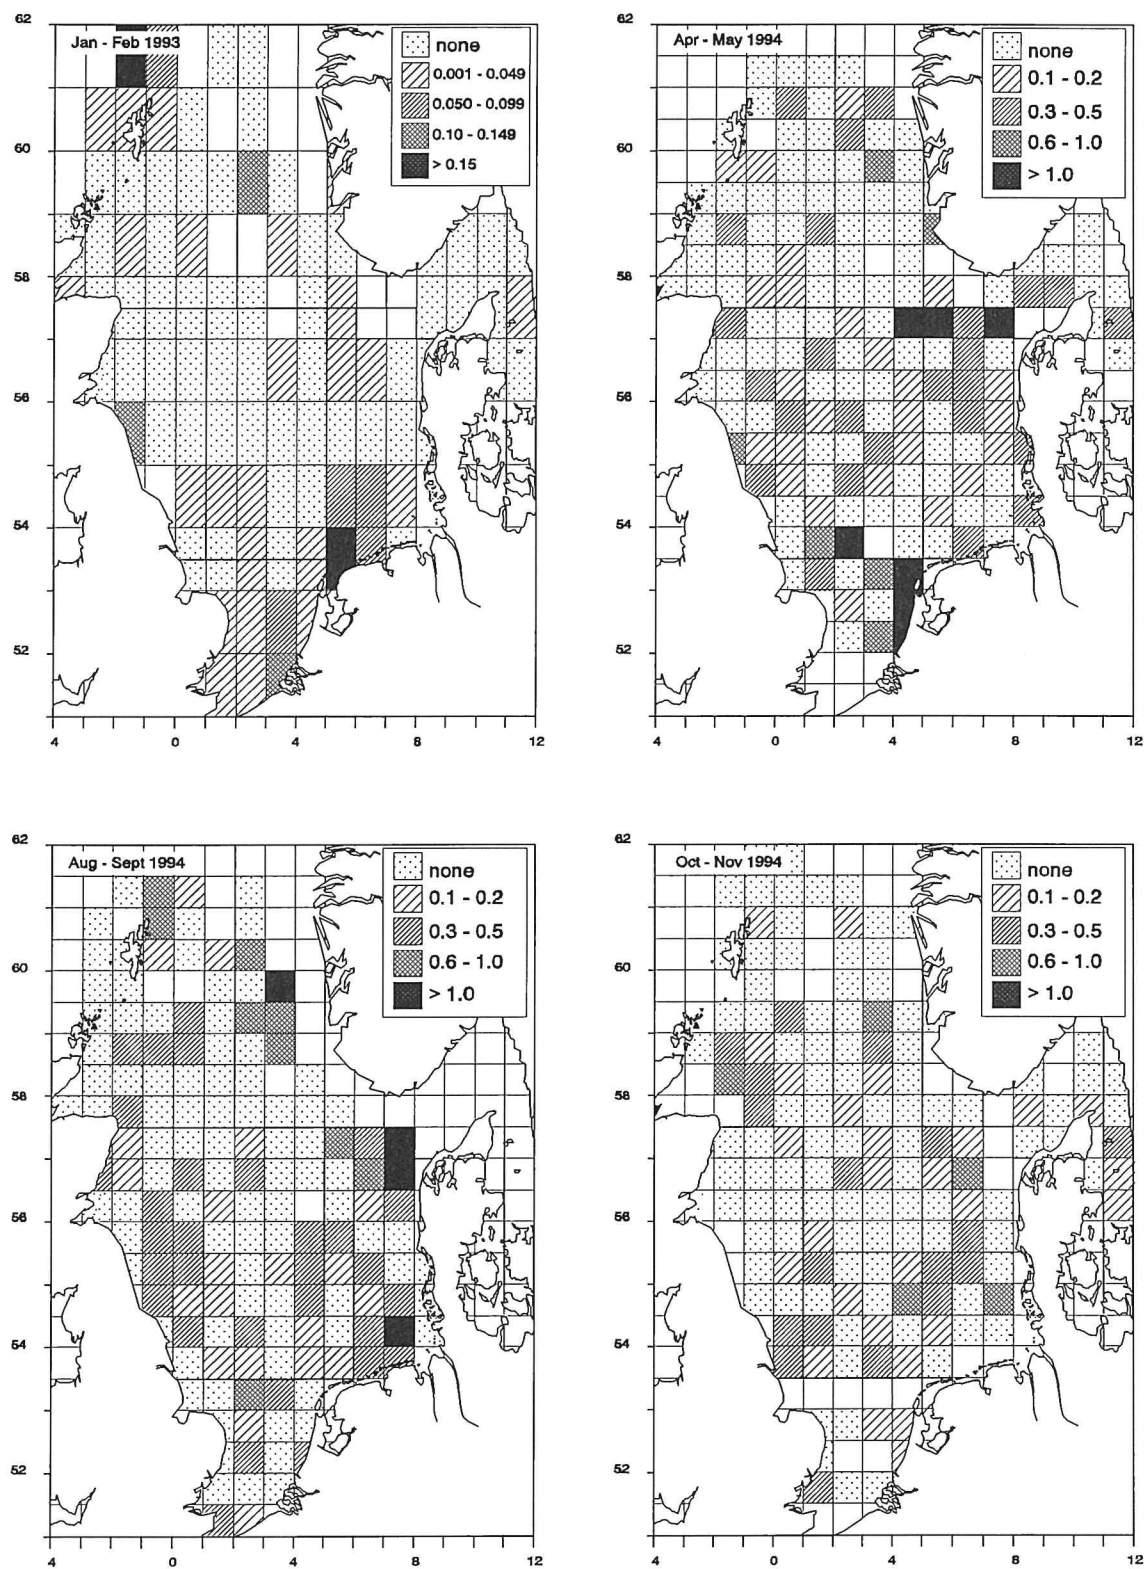 62
60
58
56
54
52
Jan - Feb 1993
none
0.001 - 0.049
0.050 - 0.099
0.10 - 0.149
> 0.15
4 0 4 8 12
62
60
58
56
54
52
Apr - May 1994
none
0.1 - 0.2
0.3 - 0.5
0.6 - 1.0
> 1.0
4 0 4 8 12
62
60
58
56
54
52
Aug - Sept 1994
none
0.1 - 0.2
0.3 - 0.5
0.6 - 1.0
> 1.0
4 0 4 8 12
62
60
58
56
54
52
Oct - Nov 1994
none
0.1 - 0.2
0.3 - 0.5
0.6 - 1.0
> 1.0
4 0 4 8 12